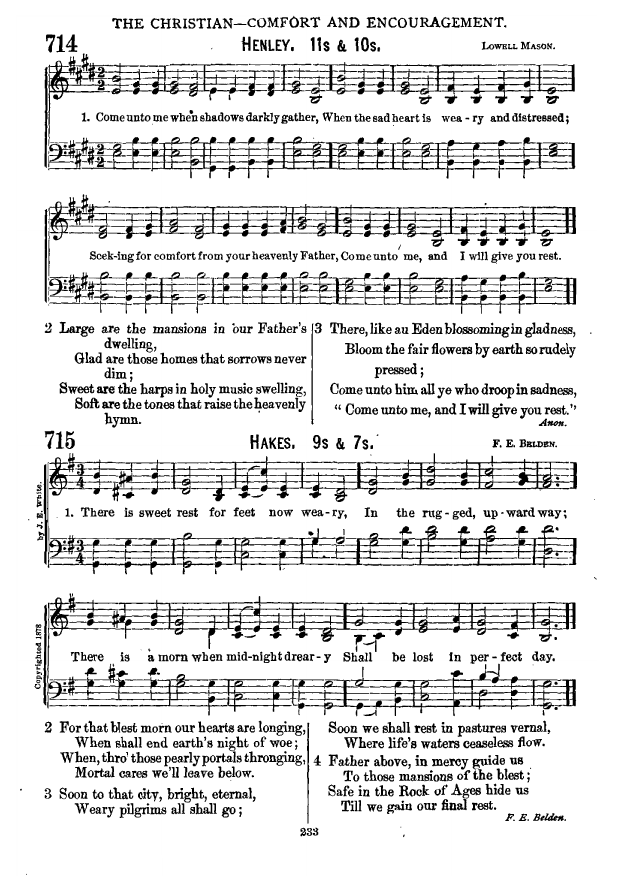 THE CHRISTIAN—COMFORT AND ENCOURAGEMENT.
714 HENLEY. 11s & 10s. LOWELL MASON.
1. Come unto me when shadows darkly gather, When the sad heart is wea - ry and distressed;
Seek-ing for comfort from your heavenly Father, Come unto me, and I will give you rest.
2 Large are the mansions in our Father's
dwelling,
Glad are those homes that sorrows never
dim;
Sweet are the harps in holy music swelling,
Soft are the tones that raise the heavenly
hymn.
3 There, like an Eden blossoming in gladness,
Bloom the fair flowers by earth so rudely
pressed;
Come unto him all ye who droop in sadness,
"Come unto me, and I will give you rest."
Anon.
715 HAKES. 9s & 7s. F. E. BELDEN.
by J. E. White.
1. There is sweet rest for feet now wea-ry, In the rug-ged, up-ward way;
Copyrighted 1878
There is a morn when mid-night drear-y Shall be lost In per-fect day.
2 For that blest morn our hearts are longing,
When shall end earth's night of woe;
When, thro' those pearly portals thronging,
Mortal cares we'll leave below.
3 Soon to that city, bright, eternal,
Weary pilgrims all shall go;
Soon we shall rest in pastures vernal,
Where life's waters ceaseless flow.
4 Father above, in mercy guide us
To those mansions of the blest;
Safe in the Rock of Ages hide us
Till we gain our final rest.
F. E. Belden.
233